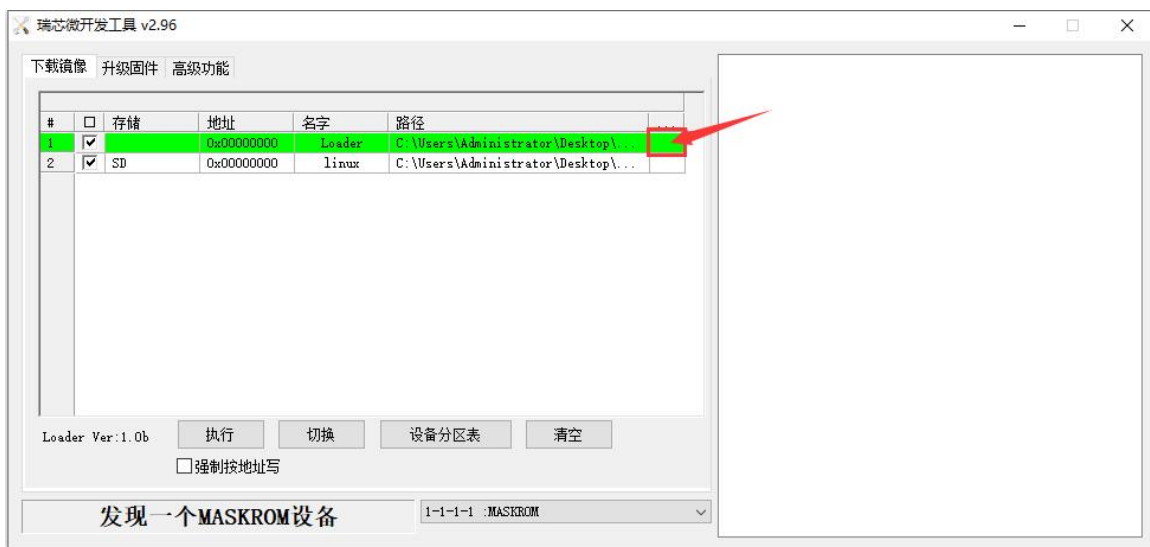 瑞芯微开发工具 v2.96
下载镜像 升级固件 高级功能
# 存储 地址 名字 路径 ...
1 0x00000000 Loader C:\Users\Administrator\Desktop\...
2 SD 0x00000000 linux C:\Users\Administrator\Desktop\...
Loader Ver:1.0b 执行 切换 设备分区表 清空
强制按地址写
发现一个MASKROM设备 1-1-1-1 :MASKROM